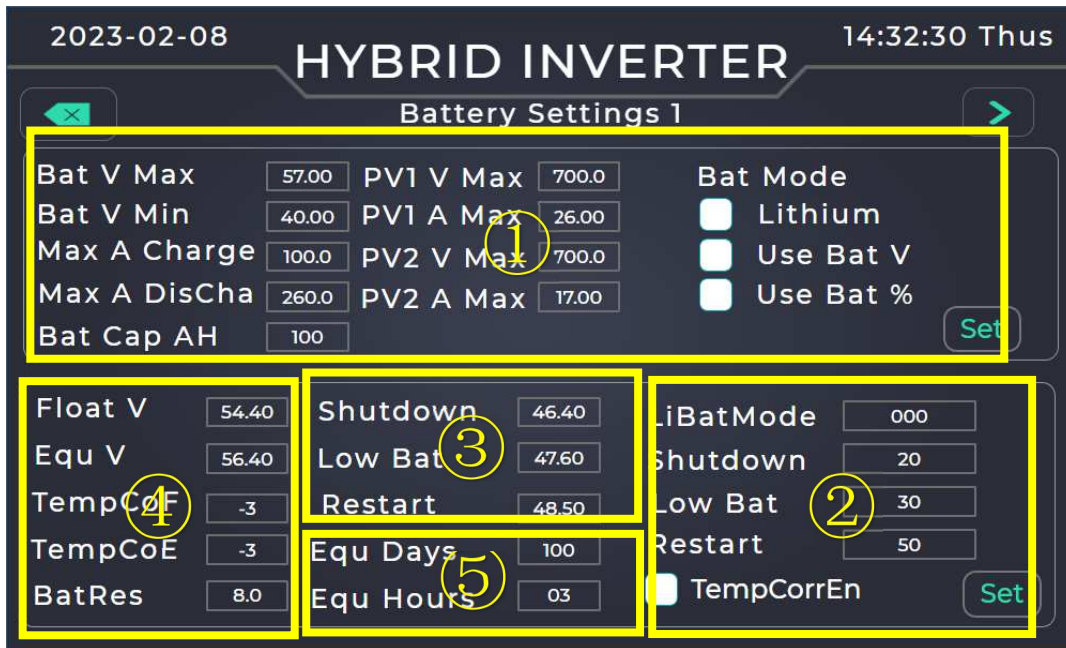 2023-02-08
14:32:30 Thus
HYBRID INVERTER
Battery Settings 1
Bat V Max 57.00 PV1 V Max 700.0 Bat Mode
Bat V Min 40.00 PV1 A Max 26.00 Lithium
Max A Charge 100.0 PV2 V Max 700.0 Use Bat V
Max A DisCha 260.0 PV2 A Max 17.00 Use Bat %
Bat Cap AH 100 Set
①
Float V 54.40
Equ V 56.40
TempCoF -3
TempCoE -3
BatRes 8.0
④
Shutdown 46.40
Low Bat 47.60
Restart 48.50
③
Equ Days 100
Equ Hours 03
⑤
LiBatMode 000
Shutdown 20
Low Bat 30
Restart 50
TempCorrEn Set
②